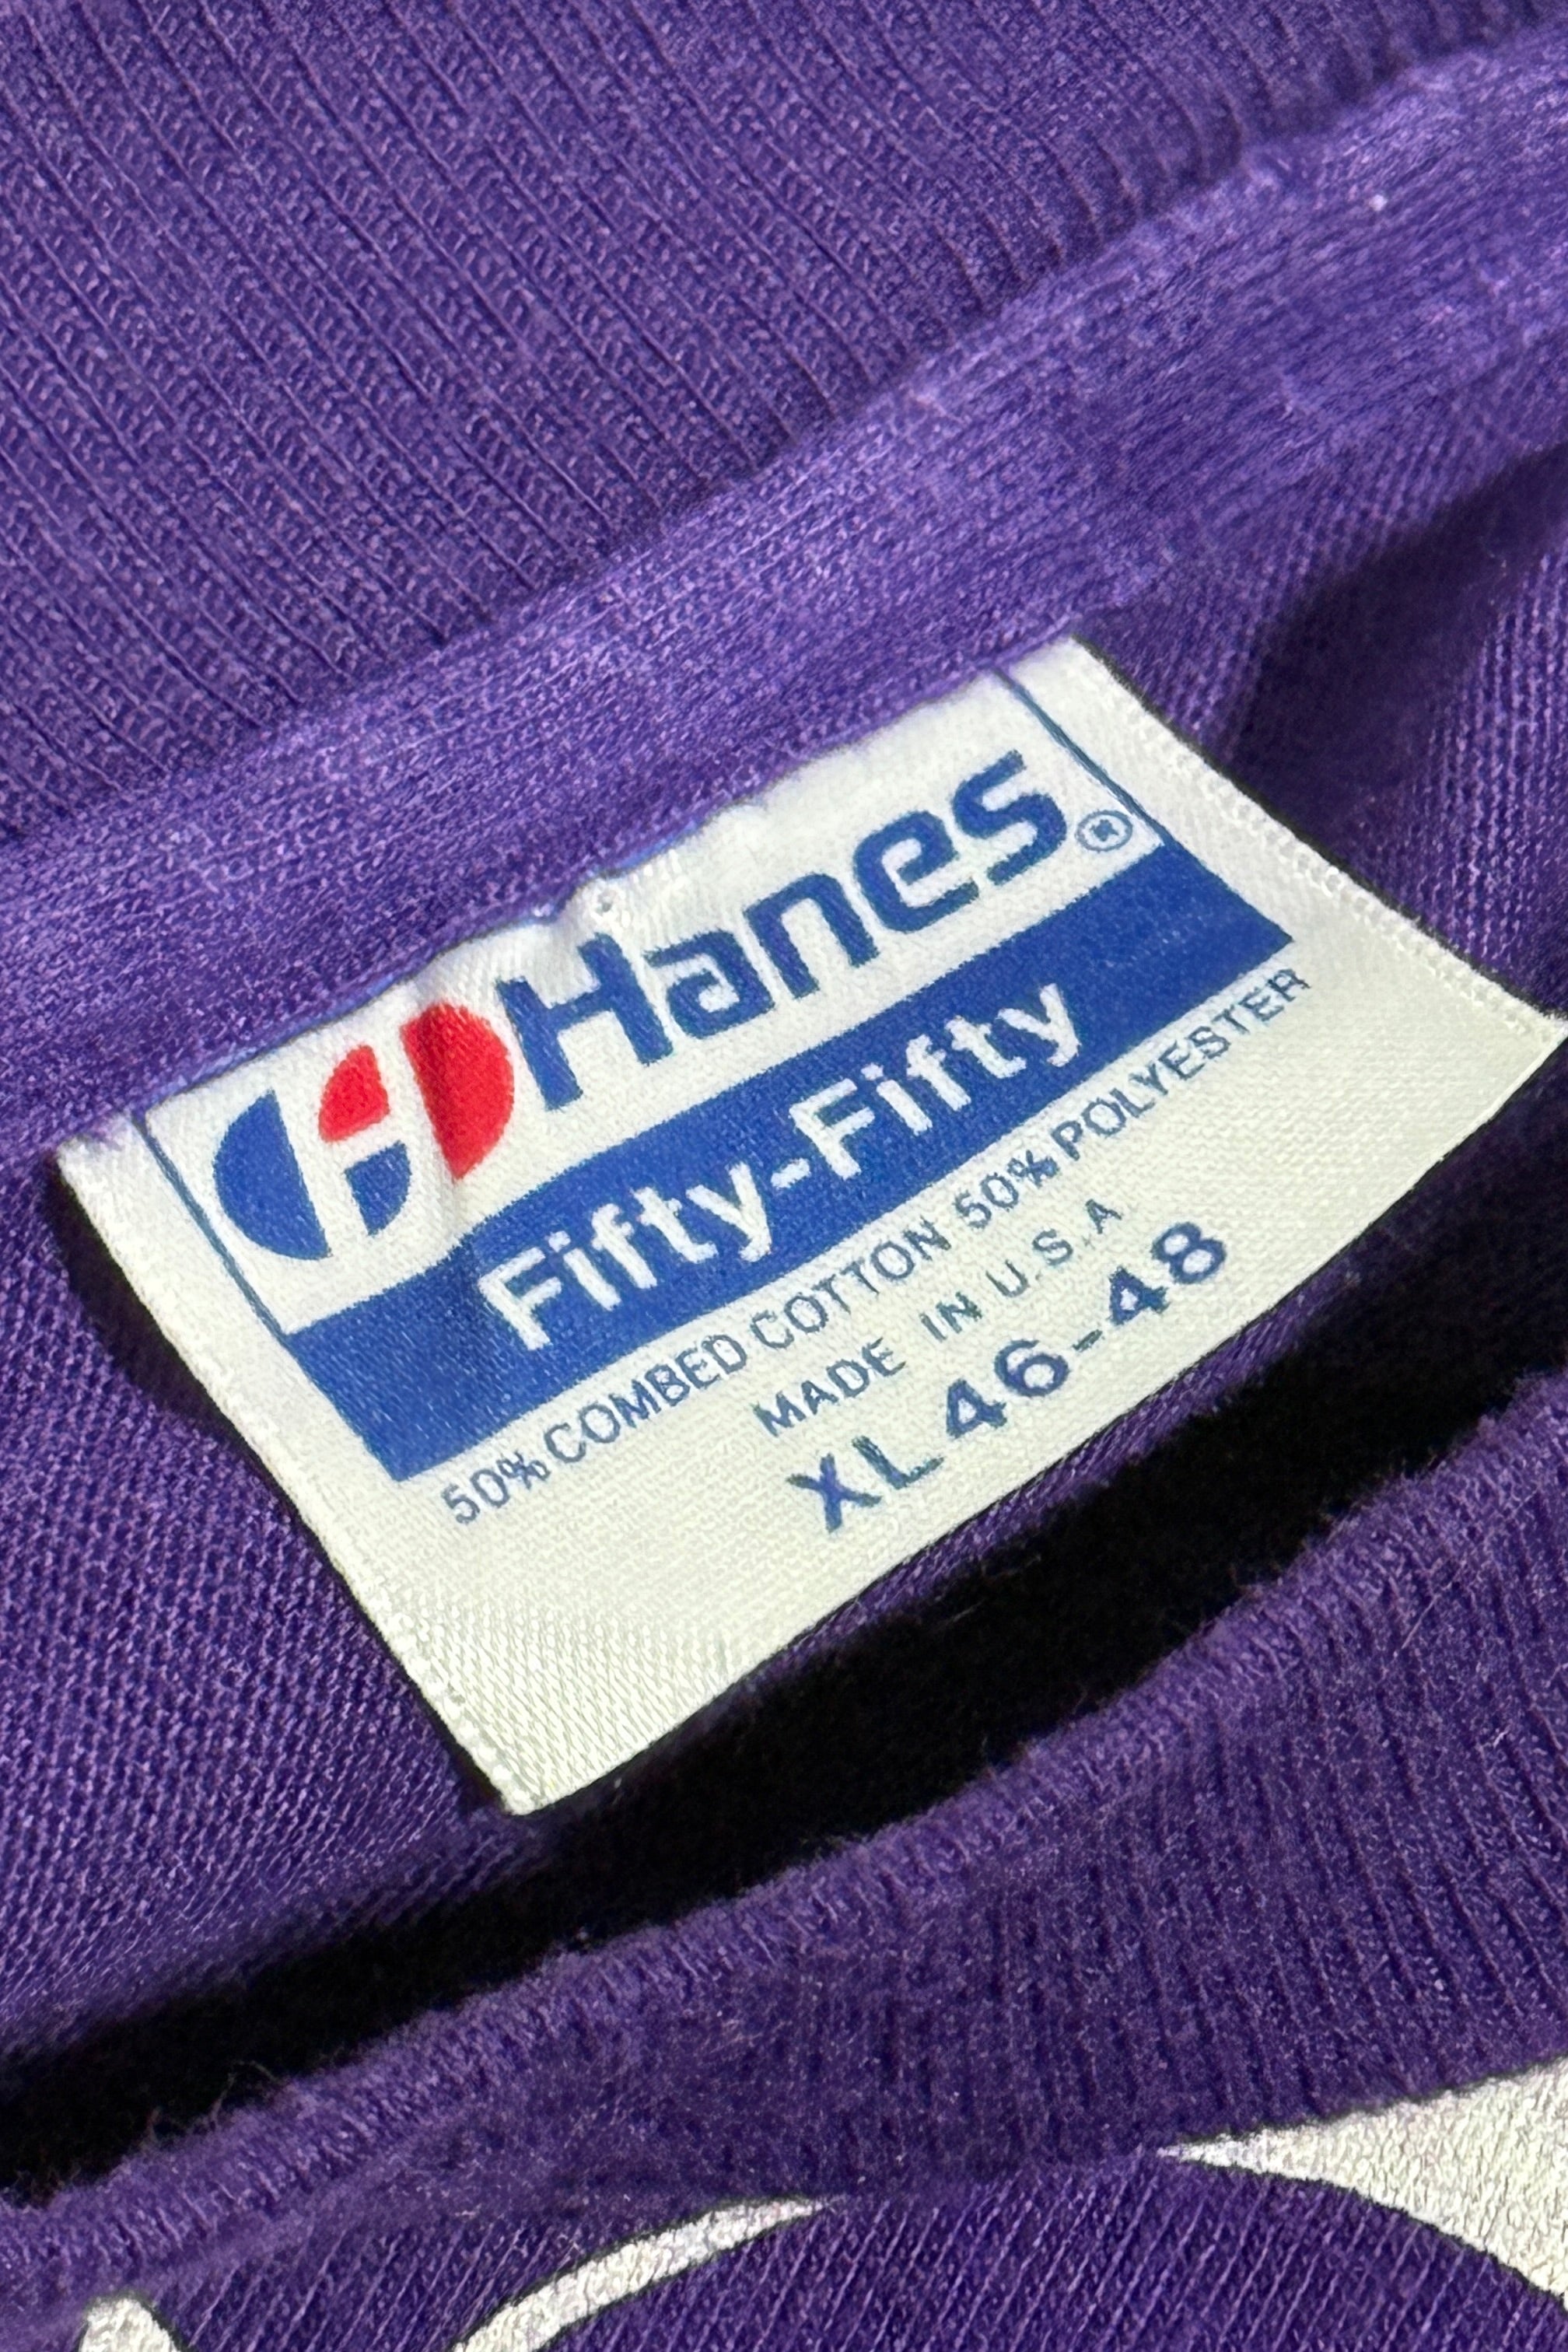 Hanes®
Fifty-Fifty
50% COMBED COTTON 50% POLYESTER
MADE IN U.S.A
XL 46-48